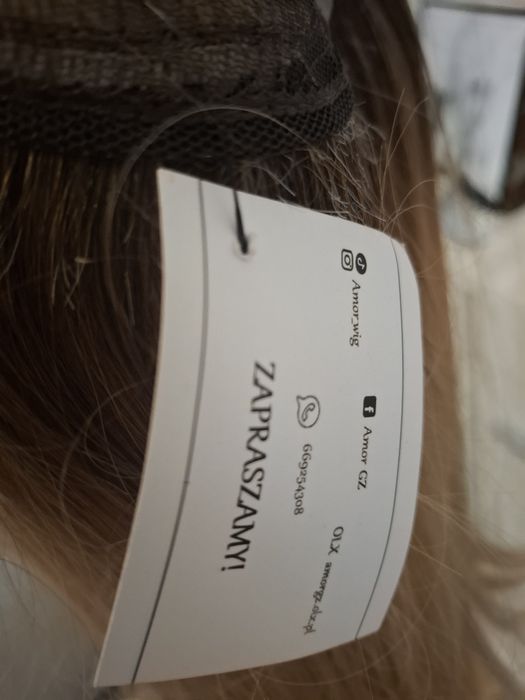 Amor_wig
Amor GZ
OLX amorgz.olx.pl
669254308
ZAPRASZAMY!